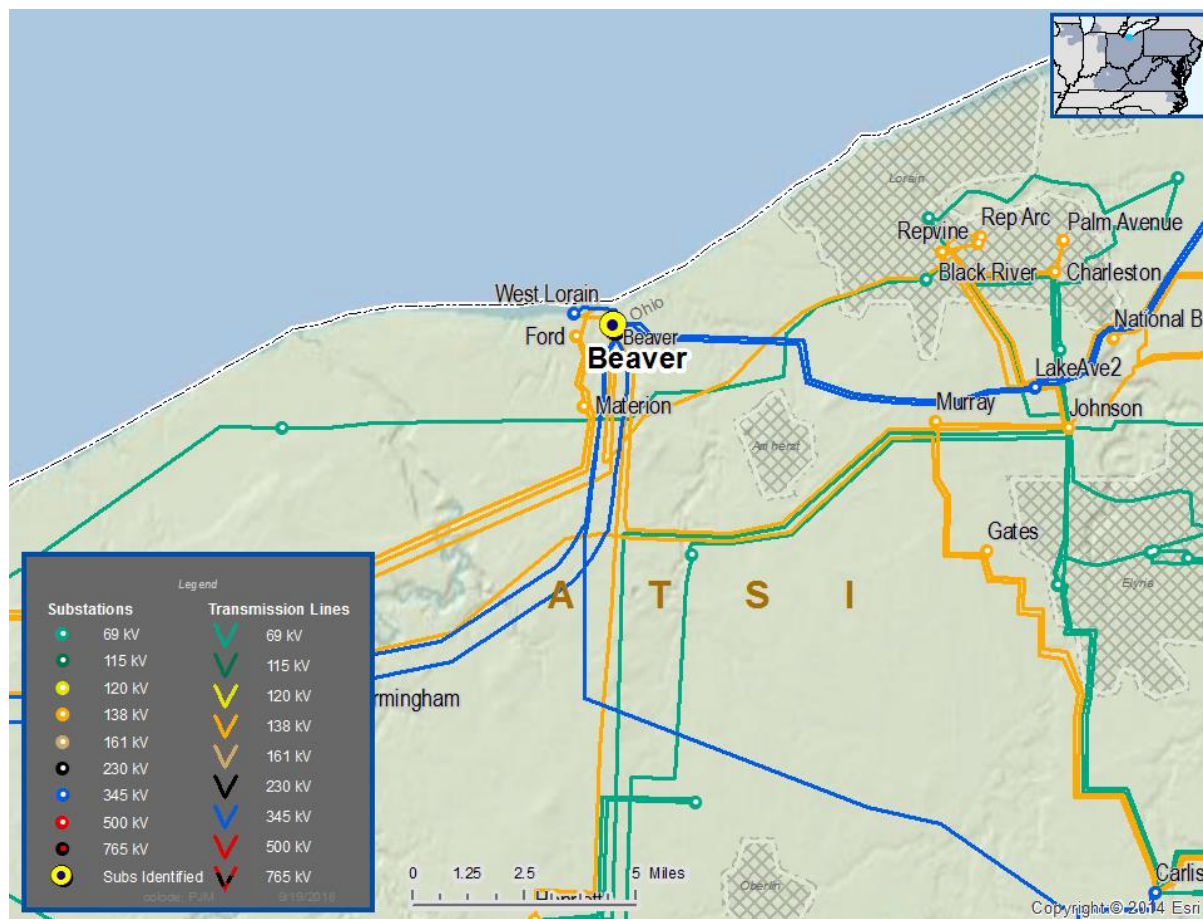 Lorain
Rep Arc
Palm Avenue
Repvine
Black River
Charleston
West Lorain
Ohio
National B
Ford
Beaver
Beaver
LakeAve2
Murray
Johnson
Materion
Amherst
Gates
Elyria
A T S I
rmingham
Legend
Substations
Transmission Lines
69 kV
69 kV
115 kV
115 kV
120 kV
120 kV
138 kV
138 kV
161 kV
161 kV
230 kV
230 kV
345 kV
345 kV
500 kV
500 kV
765 kV
765 kV
Subs Identified
9/19/2018
0 1.25 2.5 5 Miles
Oberlin
Carlis
Copyright © 2014 Esri